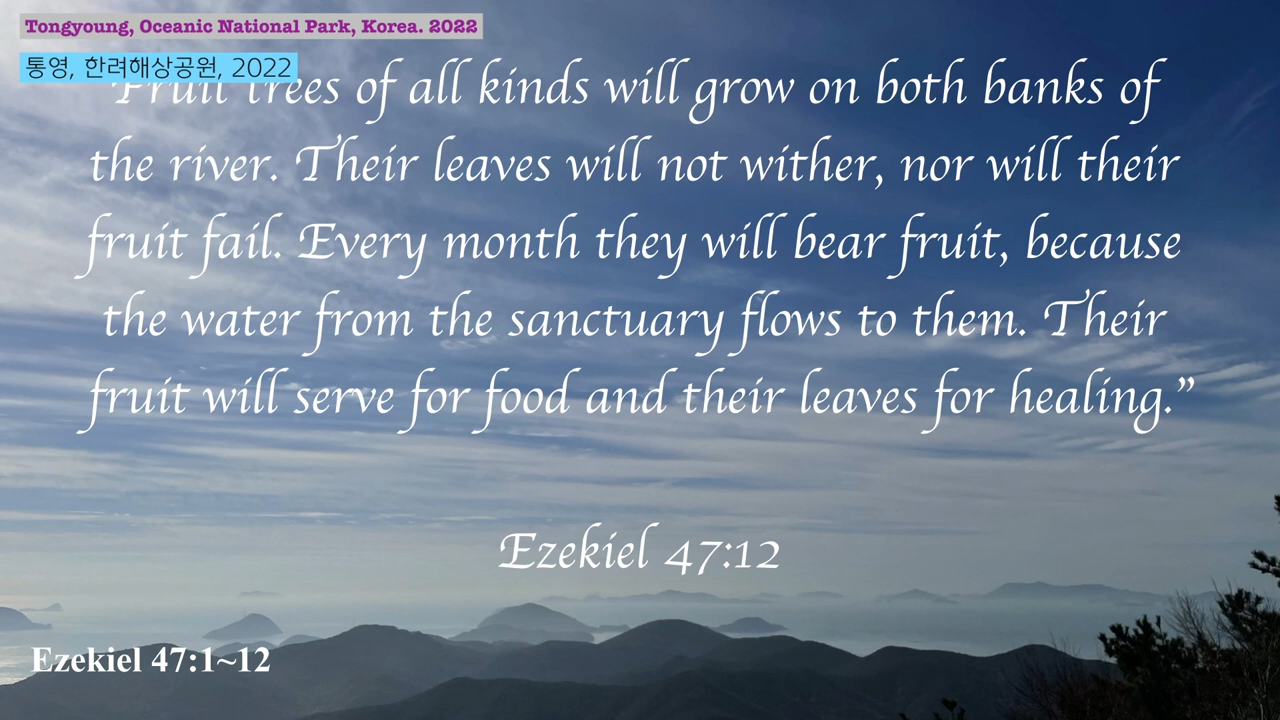 Tongyoung, Oceanic National Park, Korea. 2022
통영, 한려해상공원, 2022
“Fruit trees of all kinds will grow on both banks of
the river. Their leaves will not wither, nor will their
fruit fail. Every month they will bear fruit, because
the water from the sanctuary flows to them. Their
fruit will serve for food and their leaves for healing.”
Ezekiel 47:12
Ezekiel 47:1~12